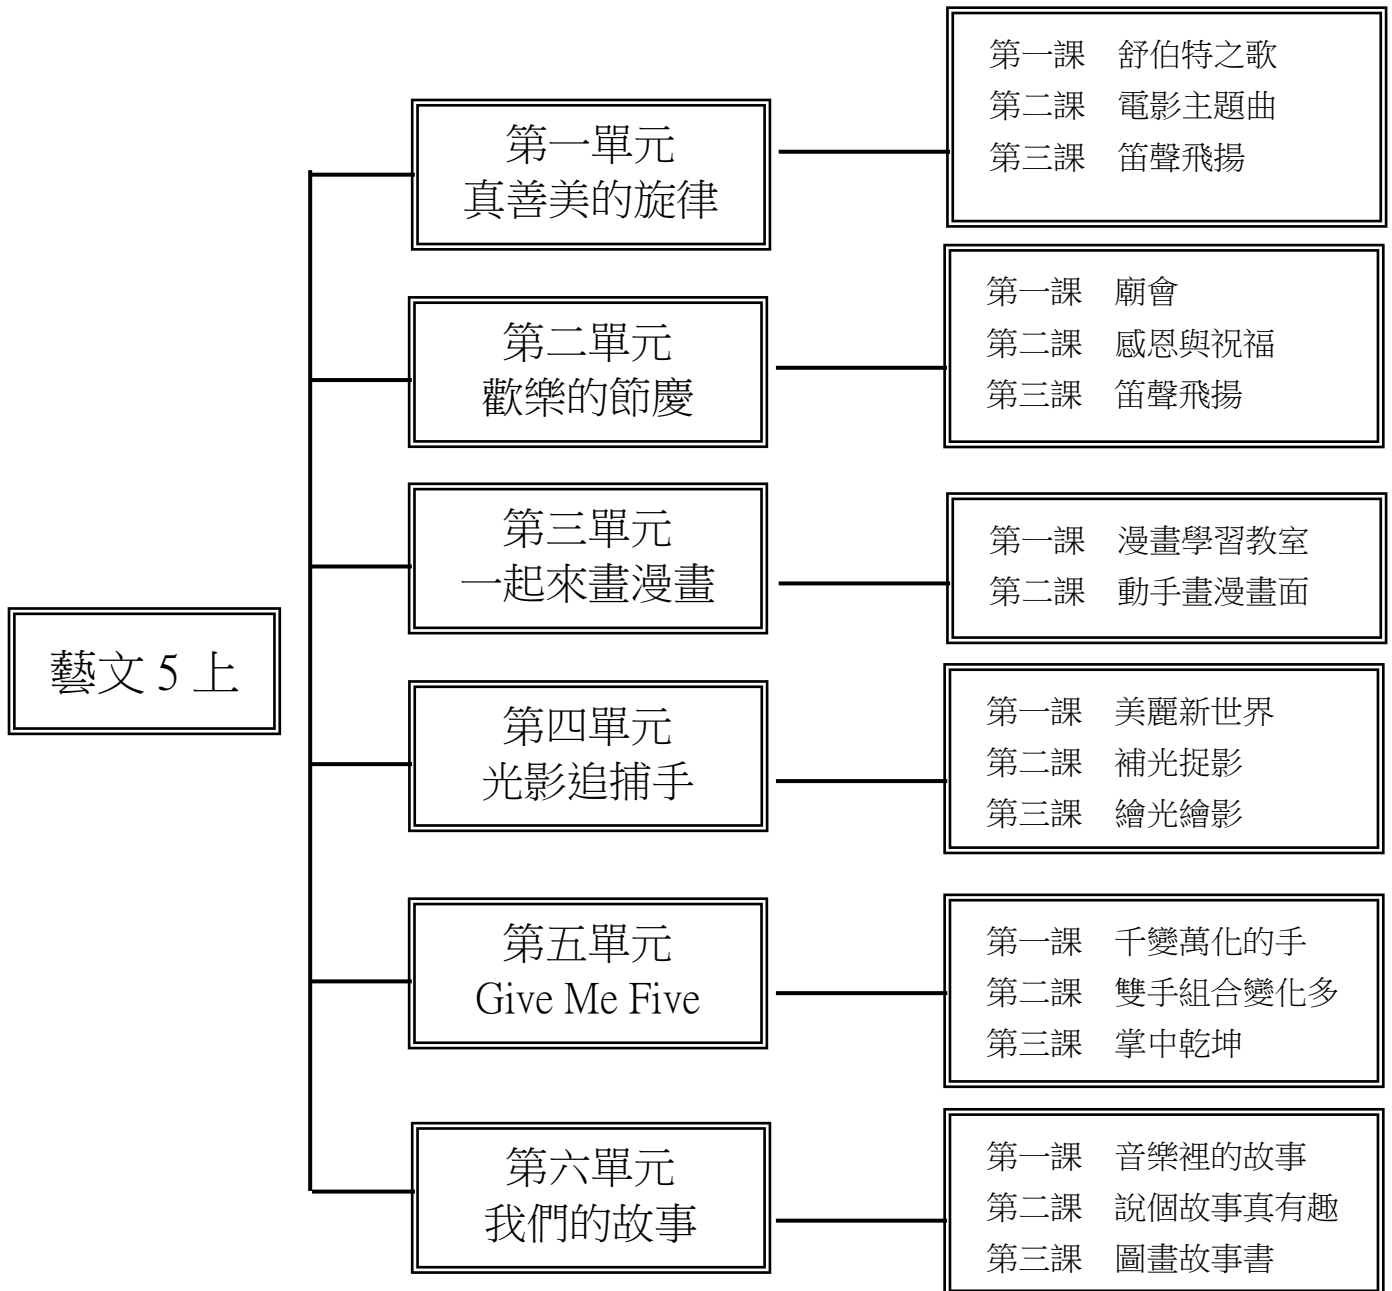 藝文 5 上
第一單元
真善美的旋律
第一課　舒伯特之歌
第二課　電影主題曲
第三課　笛聲飛揚
第二單元
歡樂的節慶
第一課　廟會
第二課　感恩與祝福
第三課　笛聲飛揚
第三單元
一起來畫漫畫
第一課　漫畫學習教室
第二課　動手畫漫畫面
第四單元
光影追捕手
第一課　美麗新世界
第二課　補光捉影
第三課　繪光繪影
第五單元
Give Me Five
第一課　千變萬化的手
第二課　雙手組合變化多
第三課　掌中乾坤
第六單元
我們的故事
第一課　音樂裡的故事
第二課　說個故事真有趣
第三課　圖畫故事書